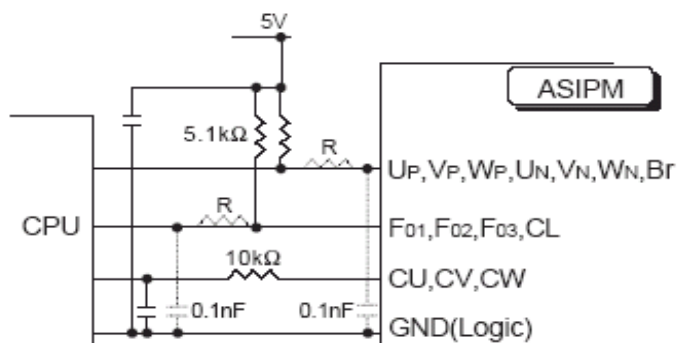 5V
ASIPM
5.1kΩ
R
UP,VP,WP,UN,VN,WN,Br
CPU
R
F01,F02,F03,CL
10kΩ
CU,CV,CW
0.1nF
0.1nF
GND(Logic)